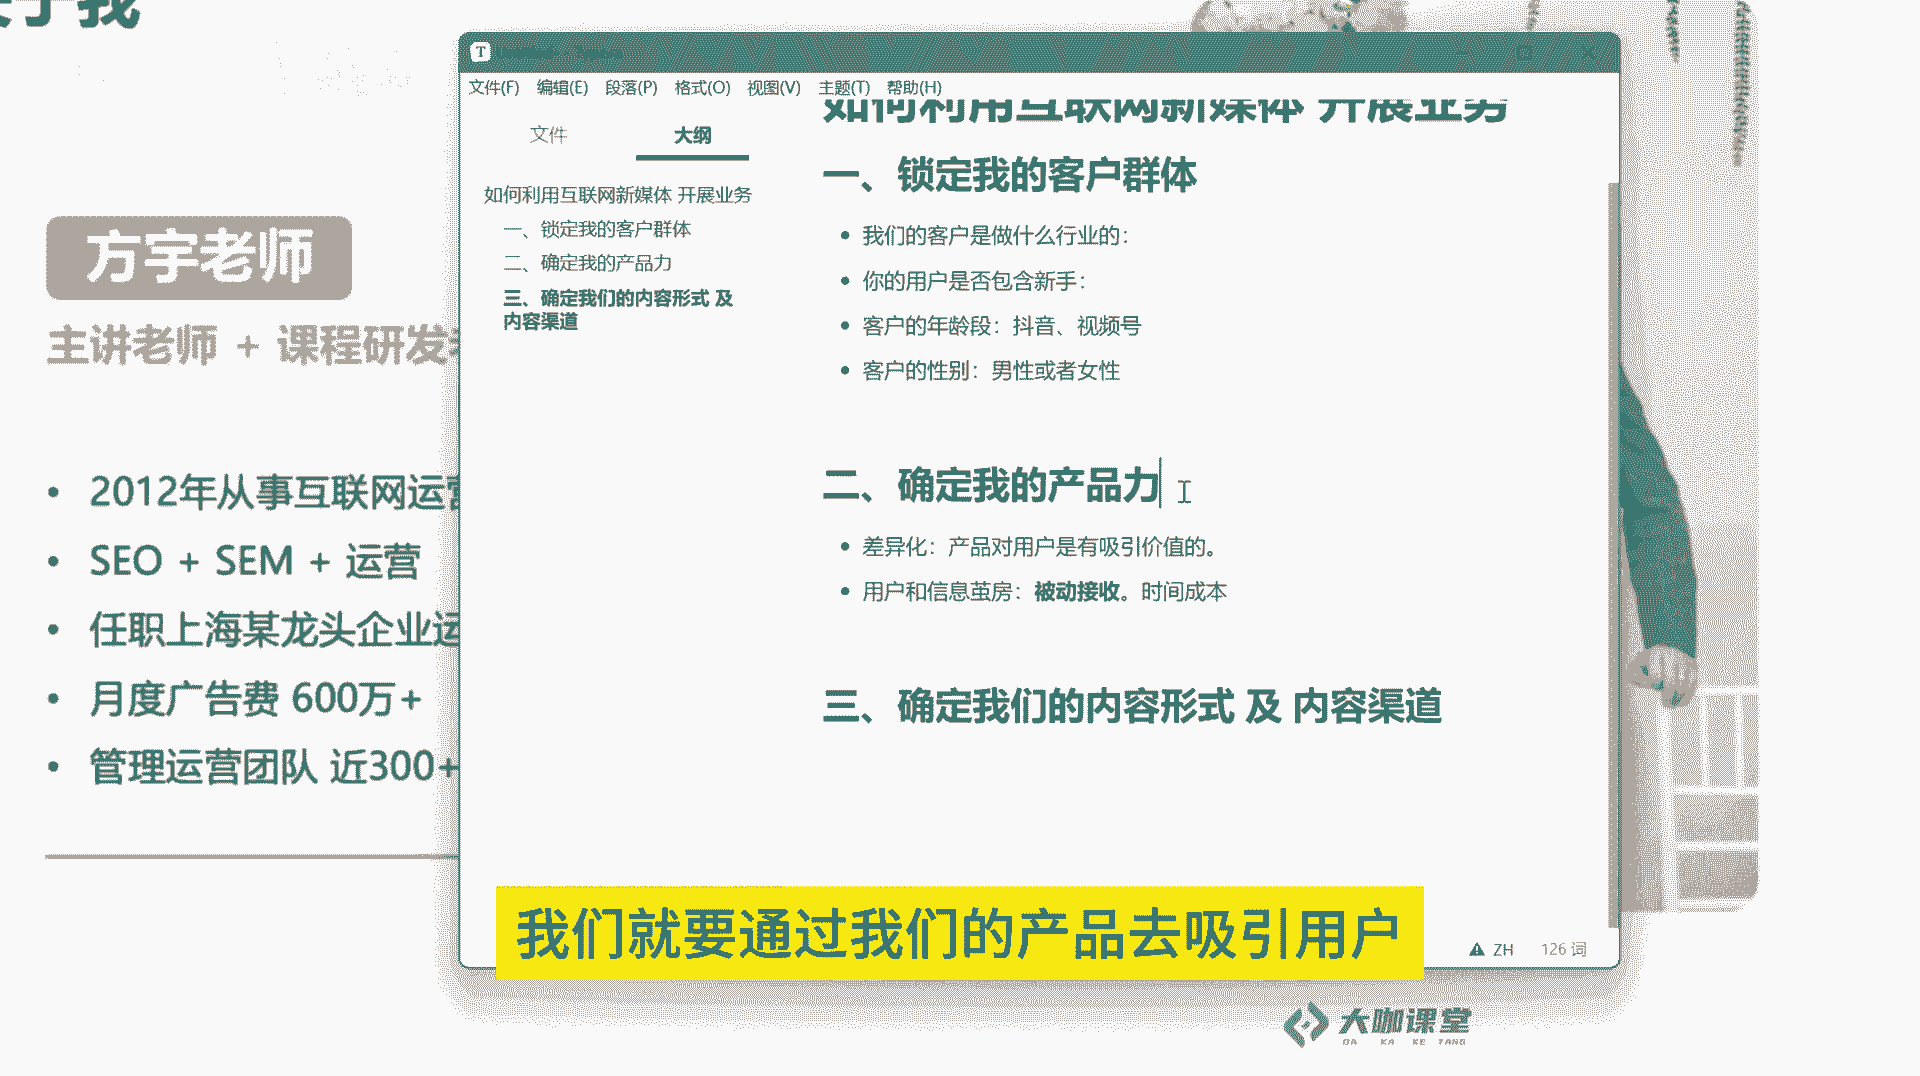 于我
方宇老师
主讲老师 + 课程研发
2012年从事互联网运营
SEO + SEM + 运营
任职上海某龙头企业运
月度广告费 600万+
管理运营团队 近300+
T
文件(F) 编辑(E) 段落(P) 格式(O) 视图(V) 主题(T) 帮助(H)
文件 大纲
如何利用互联网新媒体 开展业务
一、锁定我的客户群体
二、确定我的产品力
三、确定我们的内容形式 及
内容渠道
如何利用互联网新媒体 开展业务
一、锁定我的客户群体
我们的客户是做什么行业的：
你的用户是否包含新手：
客户的年龄段：抖音、视频号
客户的性别：男性或者女性
二、确定我的产品力
差异化：产品对用户是有吸引价值的。
用户和信息茧房：被动接收。时间成本
三、确定我们的内容形式 及 内容渠道
我们就要通过我们的产品去吸引用户
ZH 126 词
大咖课堂
DA KA KE TANG